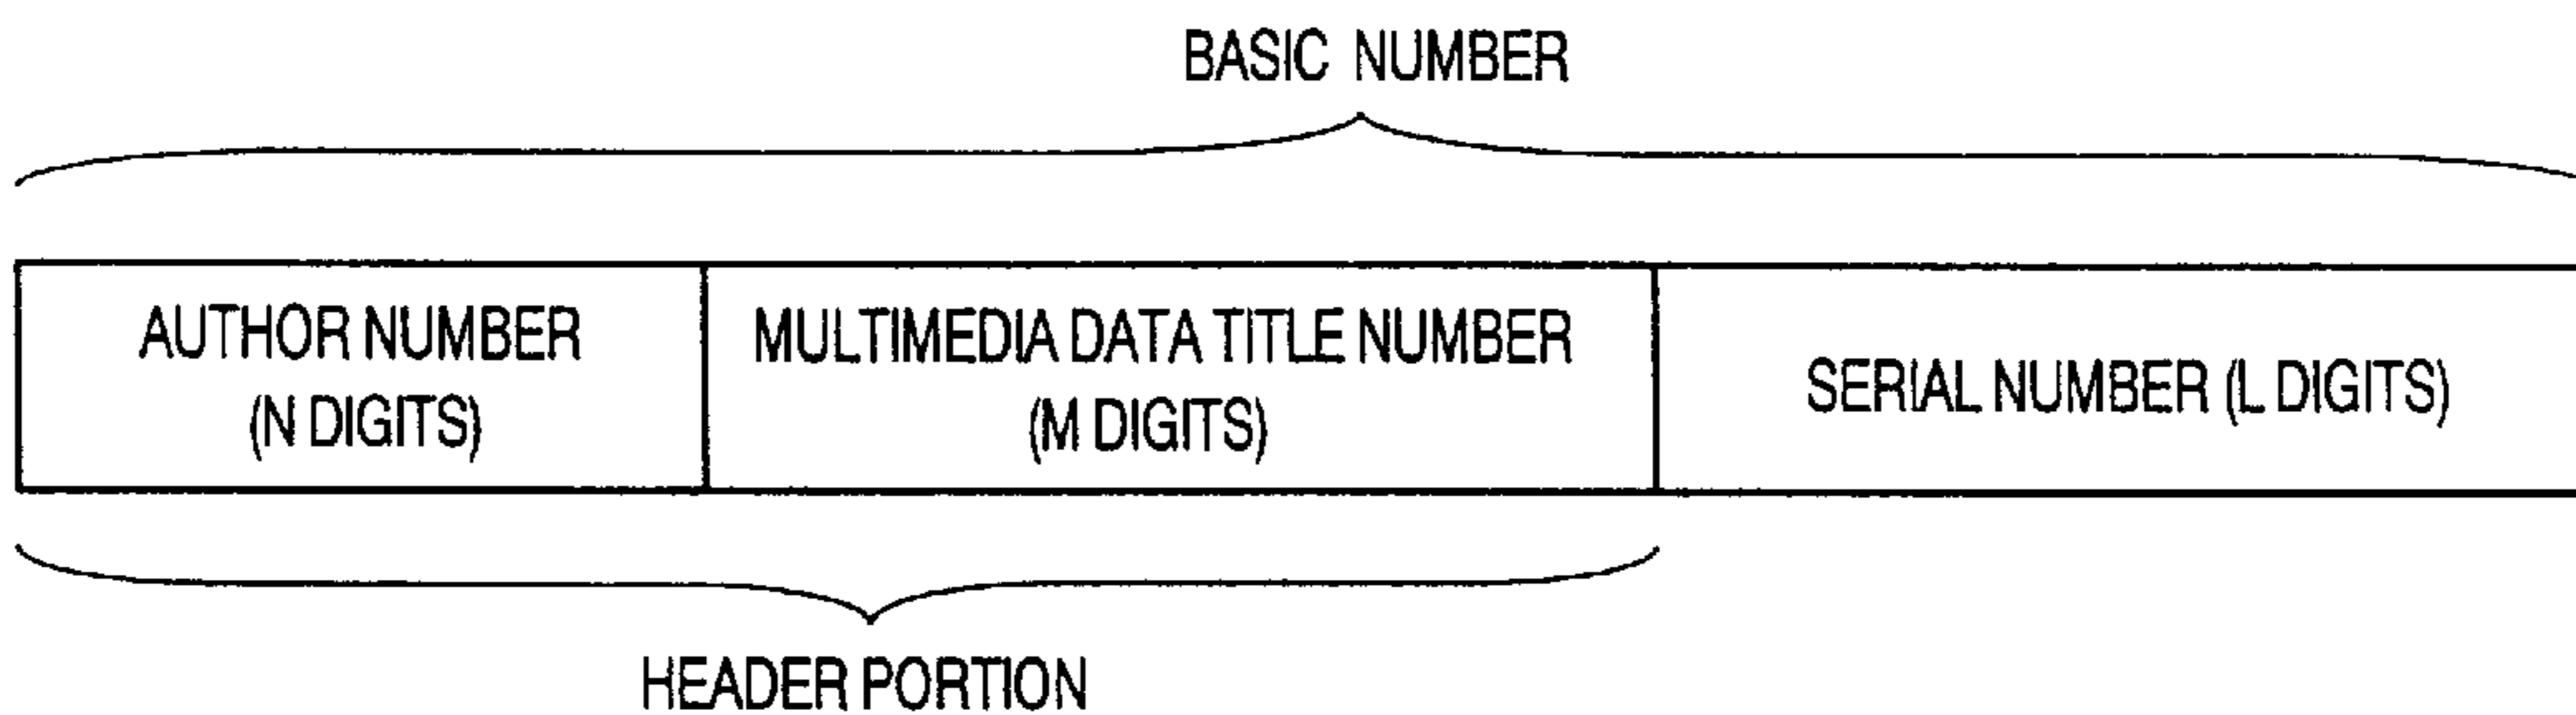 BASIC NUMBER
AUTHOR NUMBER
(N DIGITS)
MULTIMEDIA DATA TITLE NUMBER
(M DIGITS)
SERIAL NUMBER (L DIGITS)
HEADER PORTION